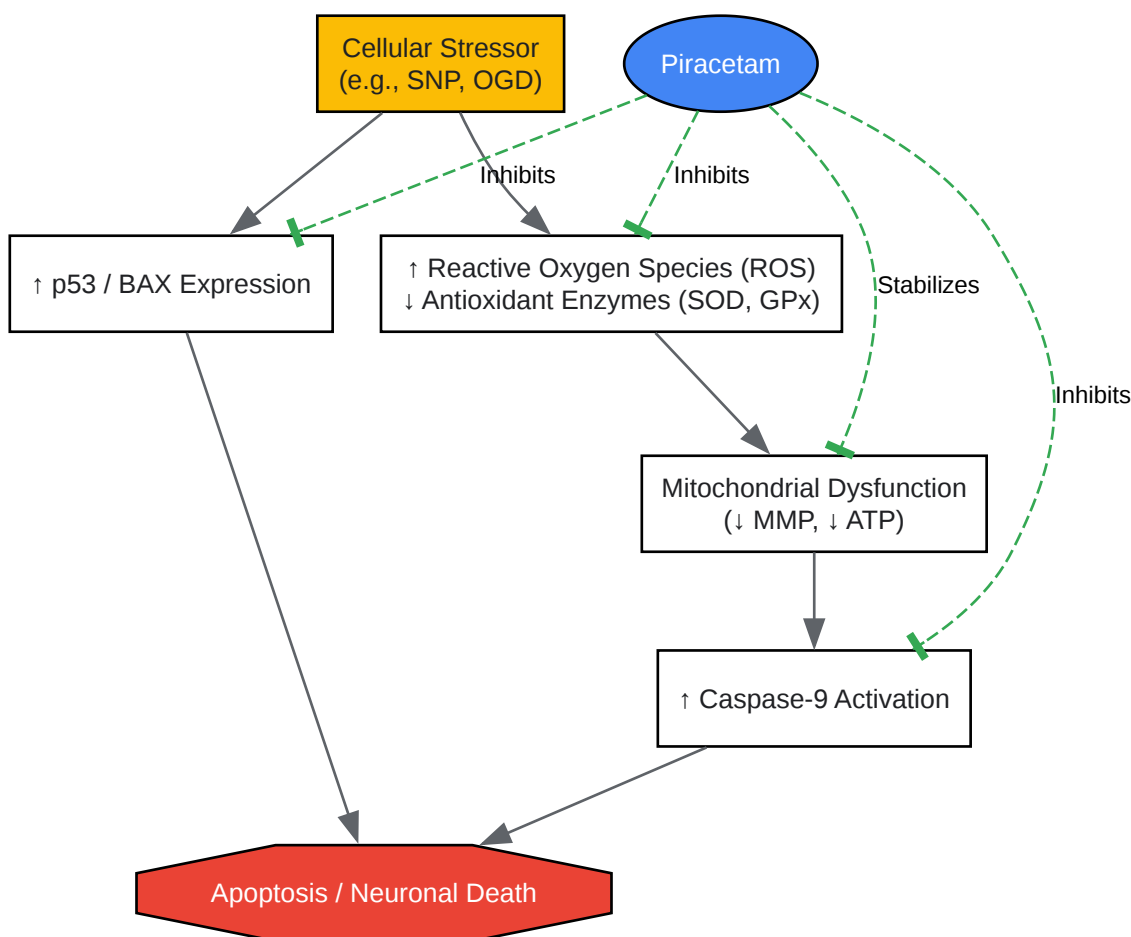 Cellular Stressor
(e.g., SNP, OGD)
Piracetam
Inhibits
Inhibits
↑ p53 / BAX Expression
↑ Reactive Oxygen Species (ROS)
↓ Antioxidant Enzymes (SOD, GPx)
Stabilizes
Inhibits
Mitochondrial Dysfunction
(↓ MMP, ↓ ATP)
↑ Caspase-9 Activation
Apoptosis / Neuronal Death